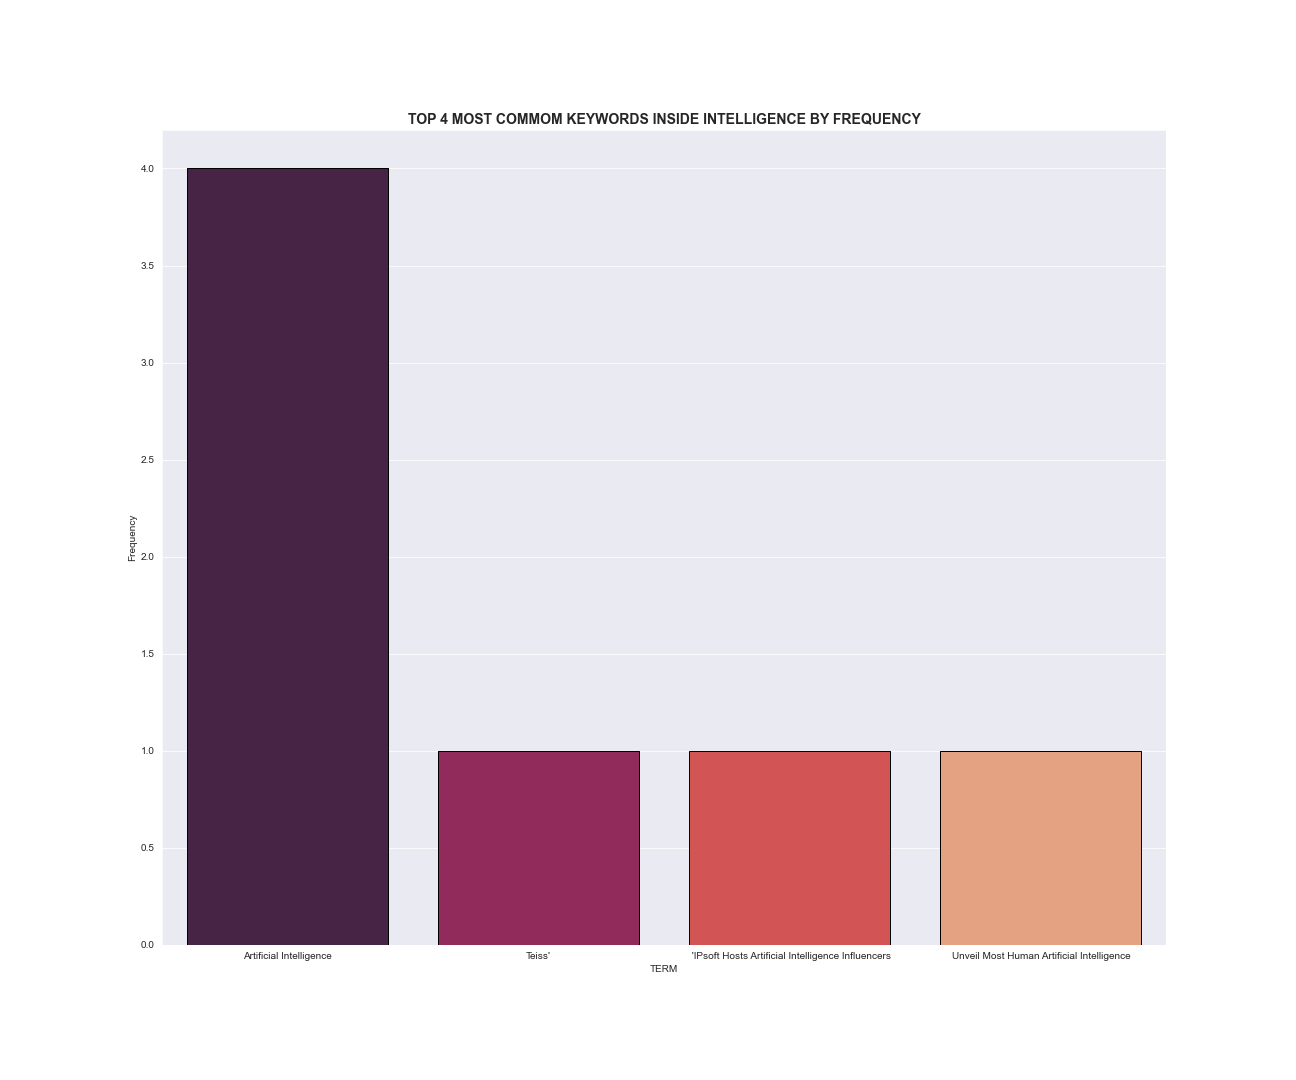 TOP 4 MOST COMMOM KEYWORDS INSIDE INTELLIGENCE BY FREQUENCY
4.0
3.5
3.0
2.5
Frequency
2.0
1.5
1.0
0.5
0.0
Artificial Intelligence
Teiss'
'IPsoft Hosts Artificial Intelligence Influencers
Unveil Most Human Artificial Intelligence
TERM